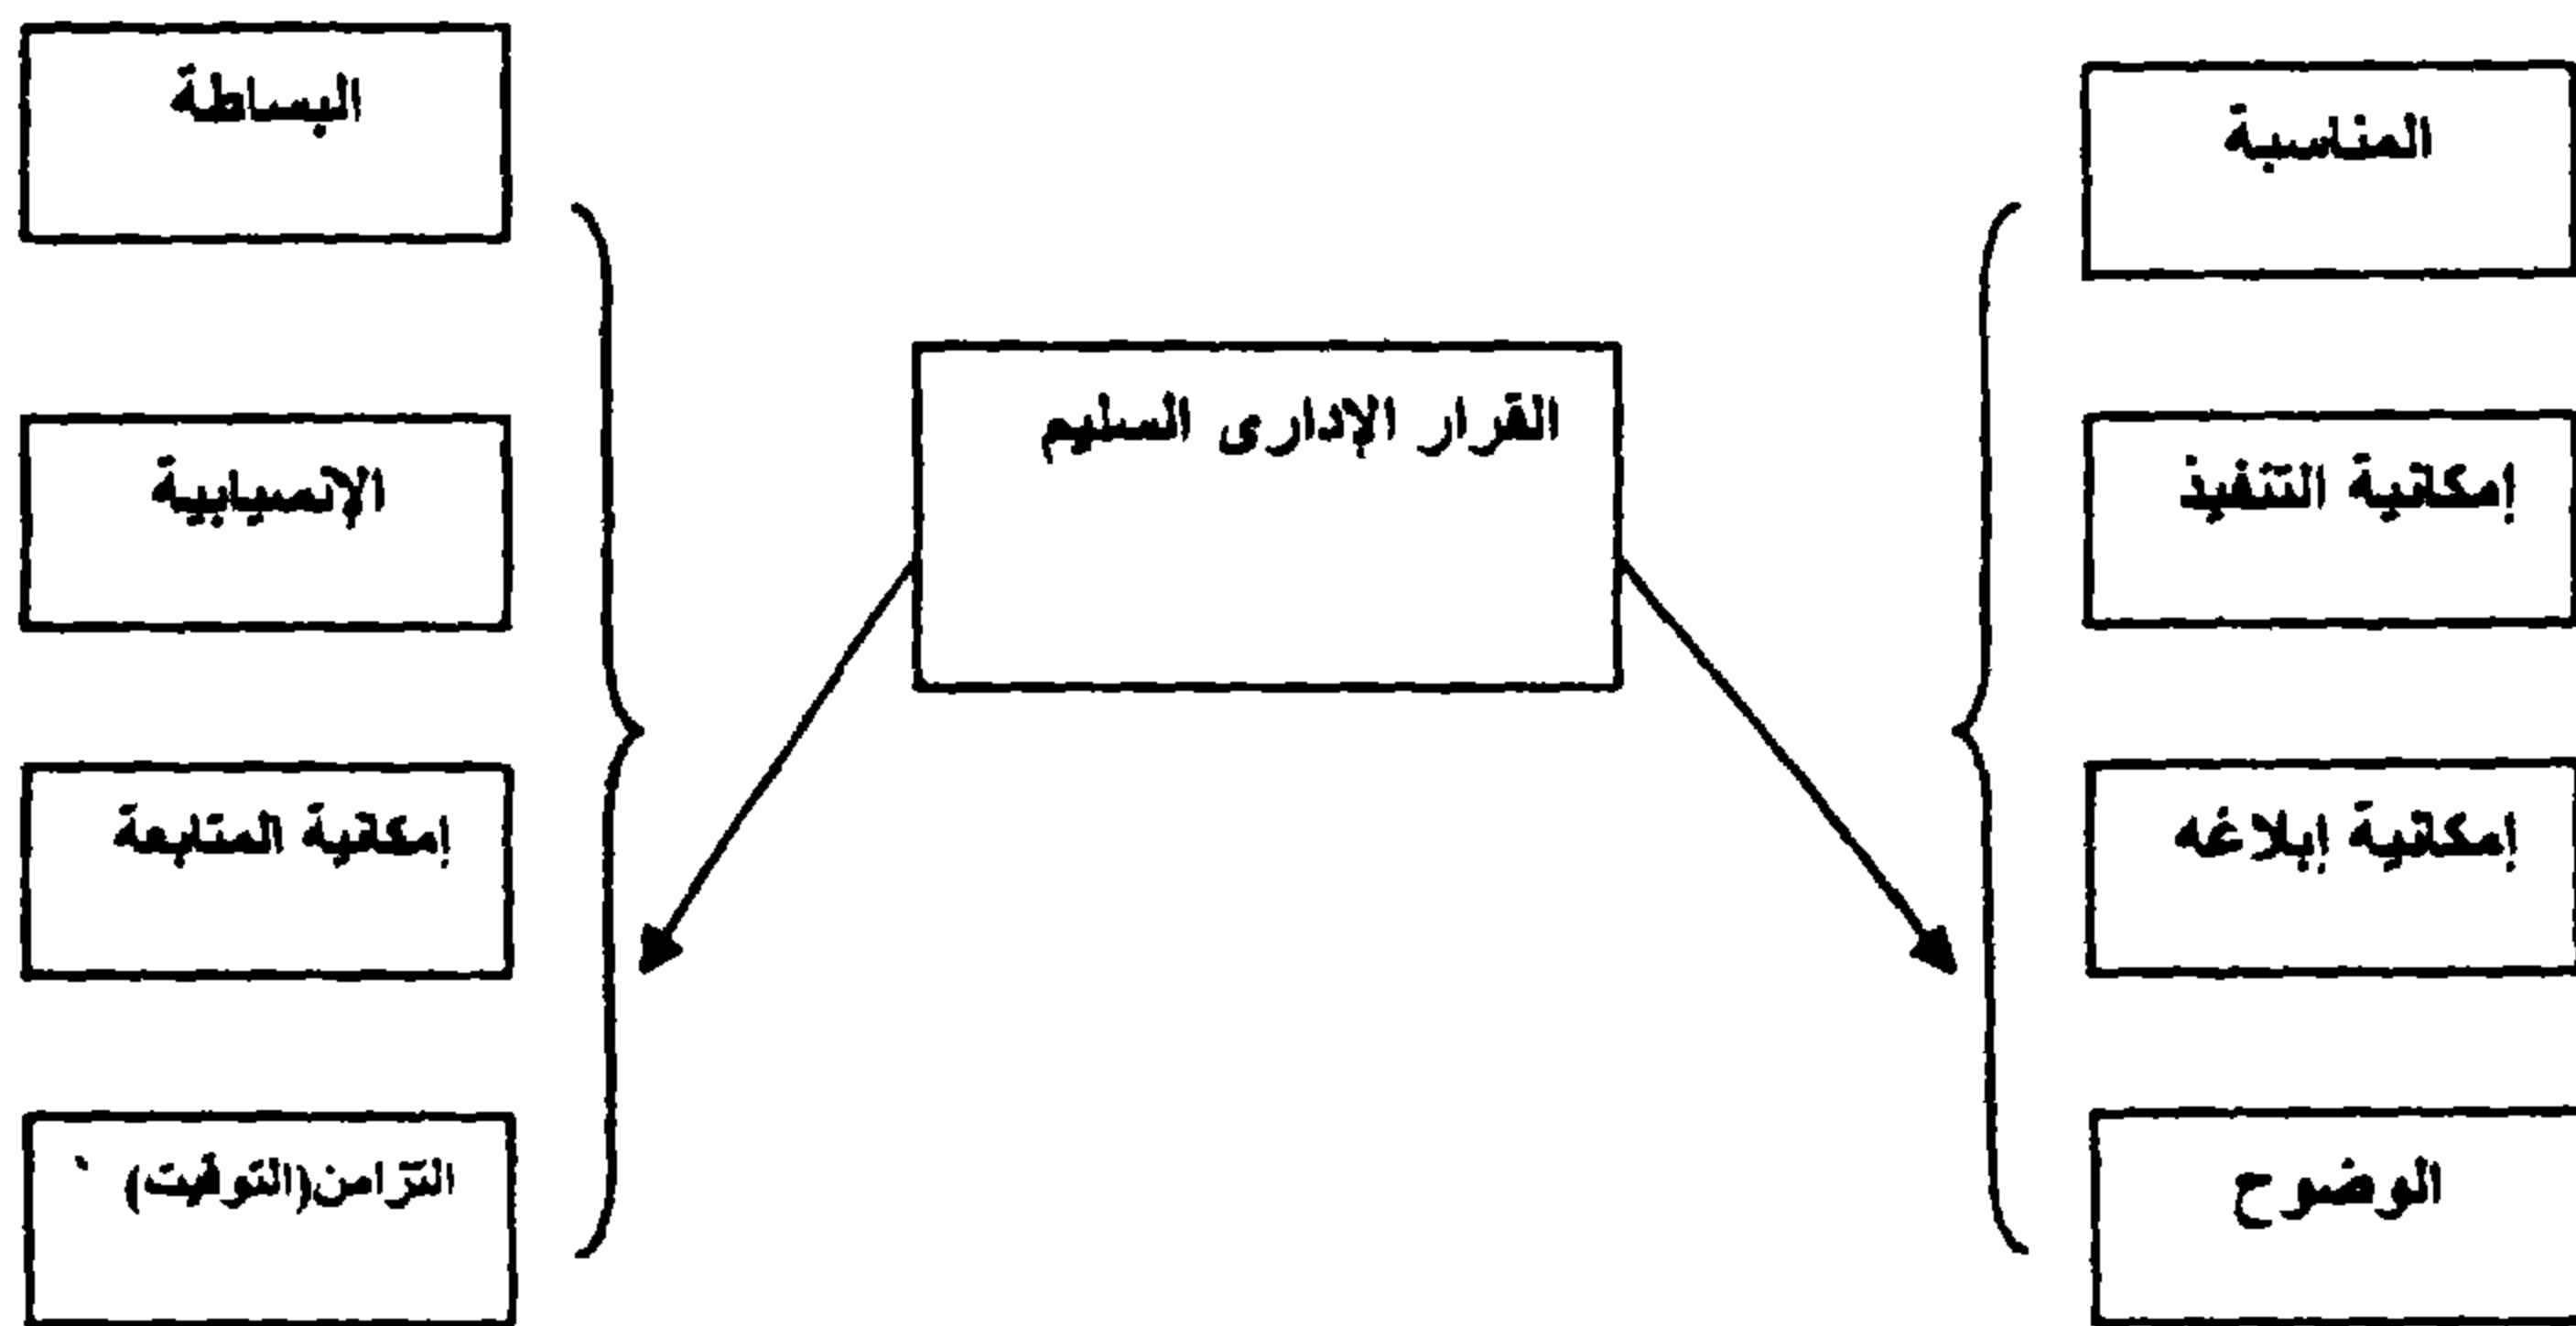 المناسبة
إمكانية التنفيذ
إمكانية إبلاغه
الوضوح
القرار الإدارى السليم
البساطة
الإنسيابية
إمكانية المتابعة
التزامن(التوقيت)